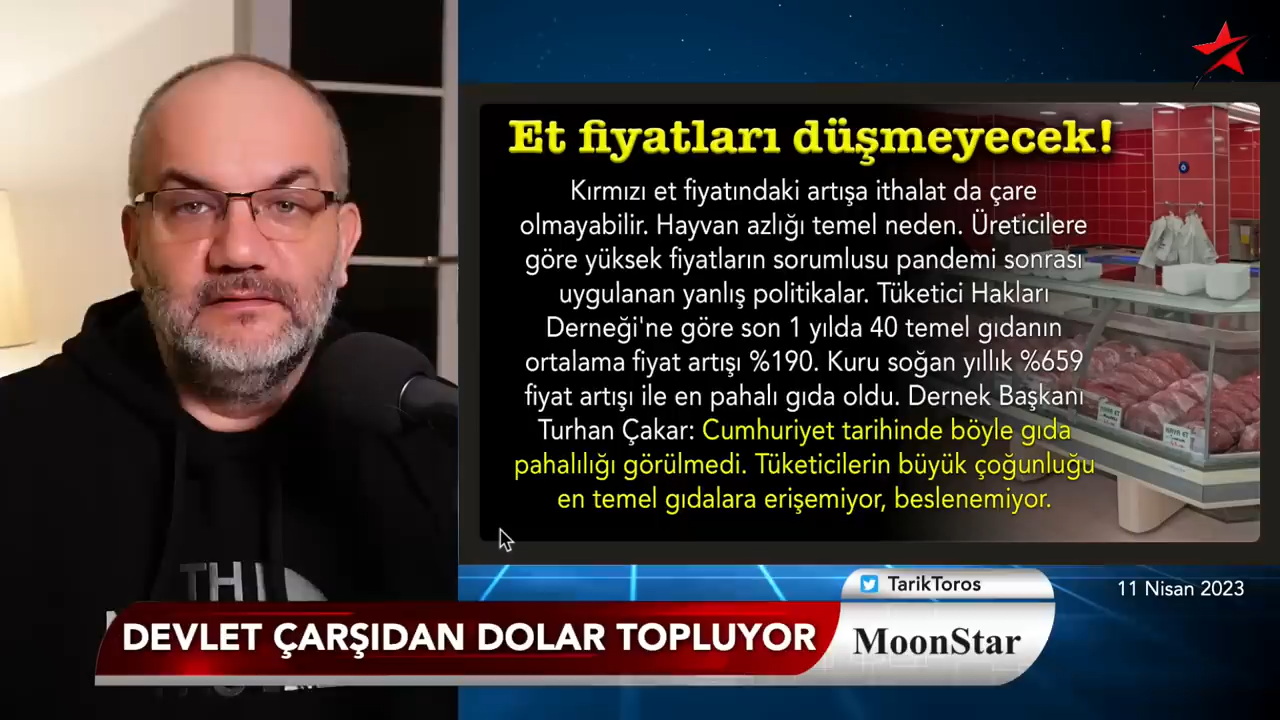 Et fiyatları düşmeyecek!
Kırmızı et fiyatındaki artışa ithalat da çare
olmayabilir. Hayvan azlığı temel neden. Üreticilere
göre yüksek fiyatların sorumlusu pandemi sonrası
uygulanan yanlış politikalar. Tüketici Hakları
Derneği'ne göre son 1 yılda 40 temel gıdanın
ortalama fiyat artışı %190. Kuru soğan yıllık %659
fiyat artışı ile en pahalı gıda oldu. Dernek Başkanı
Turhan Çakar: Cumhuriyet tarihinde böyle gıda
pahalılığı görülmedi. Tüketicilerin büyük çoğunluğu
en temel gıdalara erişemiyor, beslenemiyor.
TarikToros
11 Nisan 2023
DEVLET ÇARŞIDAN DOLAR TOPLUYOR
MoonStar